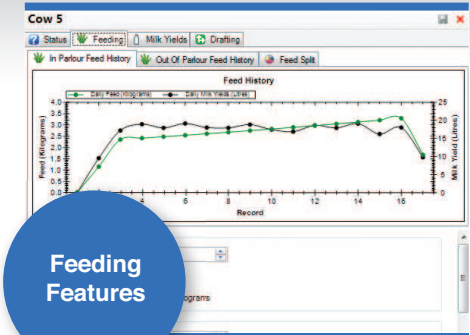 Cow 5
Status Feeding Milk Yields Drafting
In Parlour Feed History Out Of Parlour Feed History Feed Split
Feed History
Daily Feed (Kilograms) Daily Milk Yields (Litres)
4.0
3.5
3.0
2.5
2.0
1.5
1.0
0.5
0.0
Feed (Kilograms)
25
20
15
10
5
0
Milk Yield (Litres)
4 6 8 10 12 14 16
Record
Feeding
Features